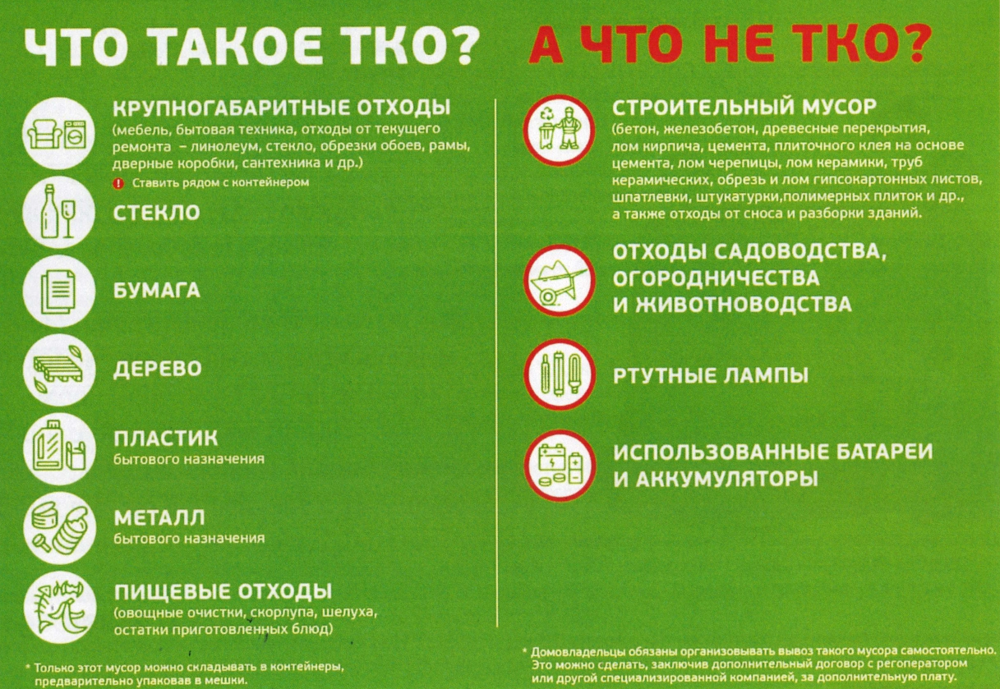 ЧТО ТАКОЕ ТКО?
КРУПНОГАБАРИТНЫЕ ОТХОДЫ
(мебель, бытовая техника, отходы от текущего
ремонта – линолеум, стекло, обрезки обоев, рамы,
дверные коробки, сантехника и др.)
! Ставить рядом с контейнером
СТЕКЛО
БУМАГА
ДЕРЕВО
ПЛАСТИК
бытового назначения
МЕТАЛЛ
бытового назначения
ПИЩЕВЫЕ ОТХОДЫ
(овощные очистки, скорлупа, шелуха,
остатки приготовленных блюд)
* Только этот мусор можно складывать в контейнеры,
предварительно упаковав в мешки.
А ЧТО НЕ ТКО?
СТРОИТЕЛЬНЫЙ МУСОР
(бетон, железобетон, древесные перекрытия,
лом кирпича, цемента, плиточного клея на основе
цемента, лом черепицы, лом керамики, труб
керамических, обрезь и лом гипсокартонных листов,
шпатлевки, штукатурки,полимерных плиток и др.,
а также отходы от сноса и разборки зданий.
ОТХОДЫ САДОВОДСТВА,
ОГОРОДНИЧЕСТВА
И ЖИВОТНОВОДСТВА
РТУТНЫЕ ЛАМПЫ
ИСПОЛЬЗОВАННЫЕ БАТАРЕИ
И АККУМУЛЯТОРЫ
* Домовладельцы обязаны организовывать вывоз такого мусора самостоятельно.
Это можно сделать, заключив дополнительный договор с регоператором
или другой специализированной компанией, за дополнительную плату.